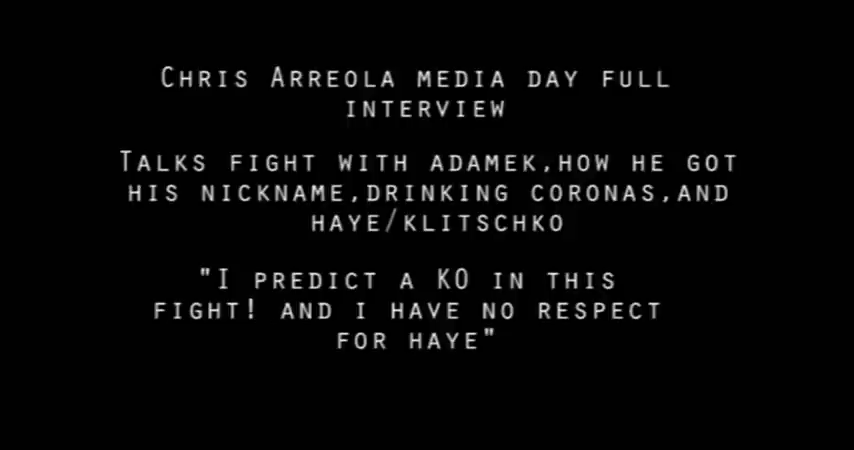 Chris Arreola media day full
interview
Talks fight with adamek,how he got
his nickname,drinking coronas,and
haye/klitschko
"I predict a KO in this
fight! and i have no respect
for haye"